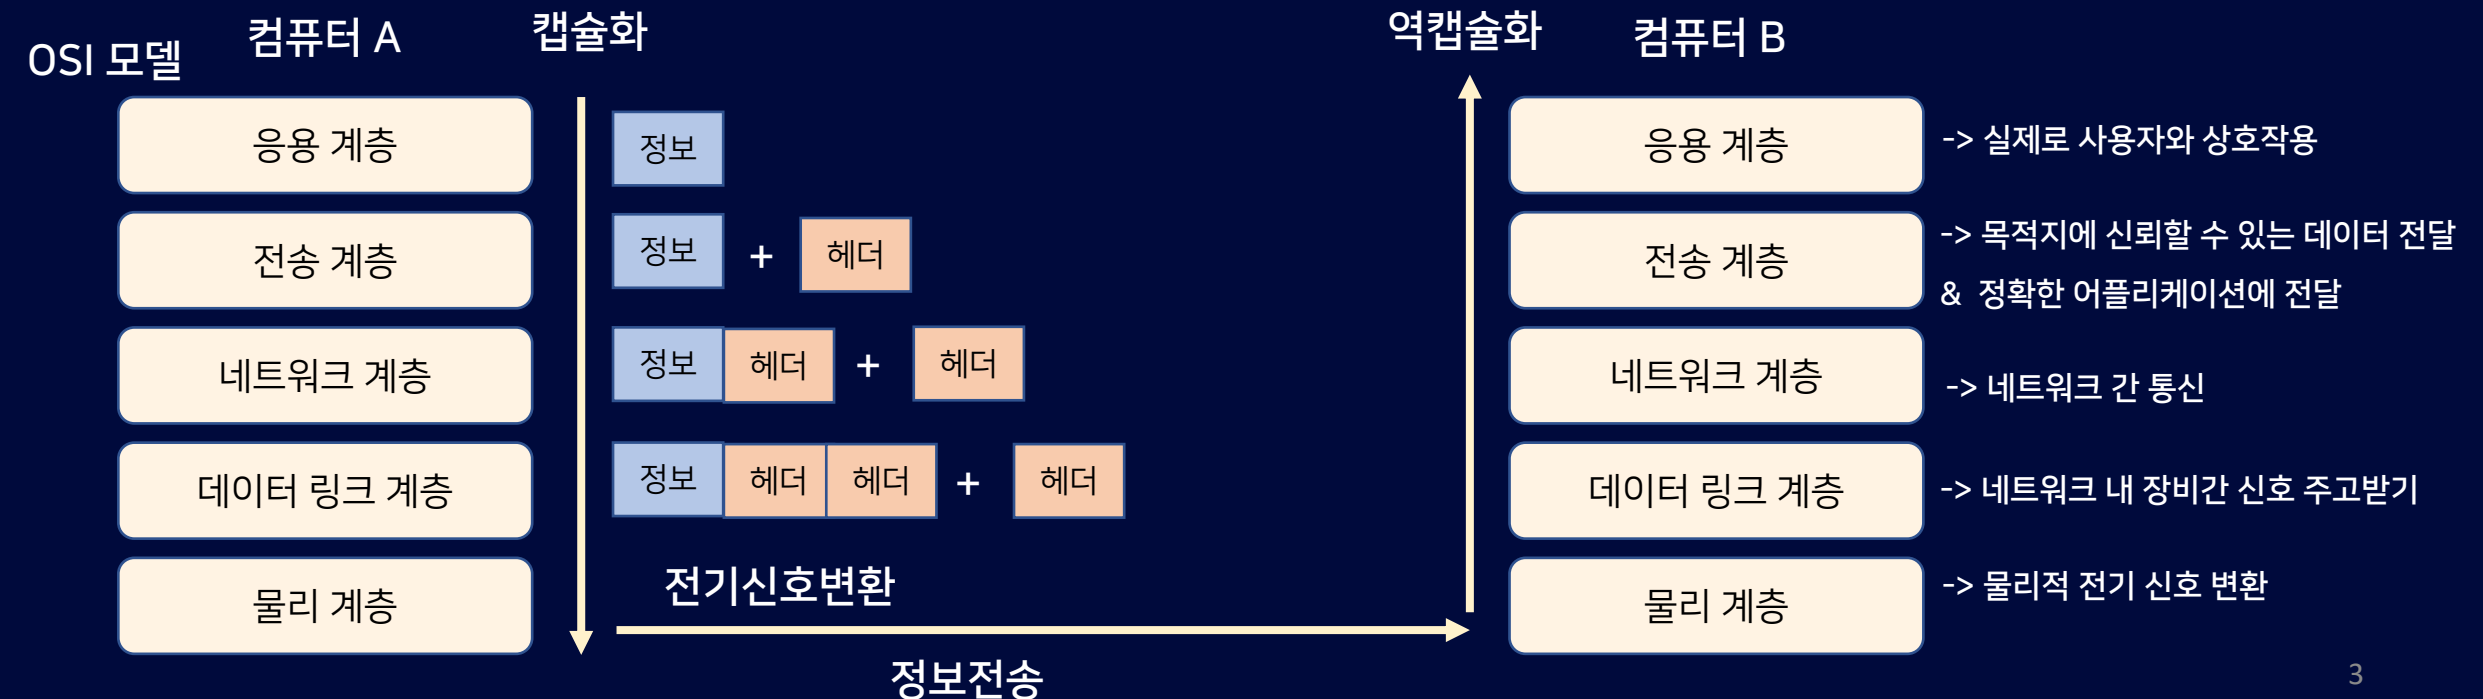 OSI 모델
컴퓨터 A
캡슐화
역캡슐화
컴퓨터 B
응용 계층
정보
응용 계층
-> 실제로 사용자와 상호작용
전송 계층
정보 + 헤더
전송 계층
-> 목적지에 신뢰할 수 있는 데이터 전달
& 정확한 어플리케이션에 전달
네트워크 계층
정보 헤더 + 헤더
네트워크 계층
-> 네트워크 간 통신
데이터 링크 계층
정보 헤더 헤더 + 헤더
데이터 링크 계층
-> 네트워크 내 장비간 신호 주고받기
물리 계층
전기신호변환
물리 계층
-> 물리적 전기 신호 변환
정보전송
3